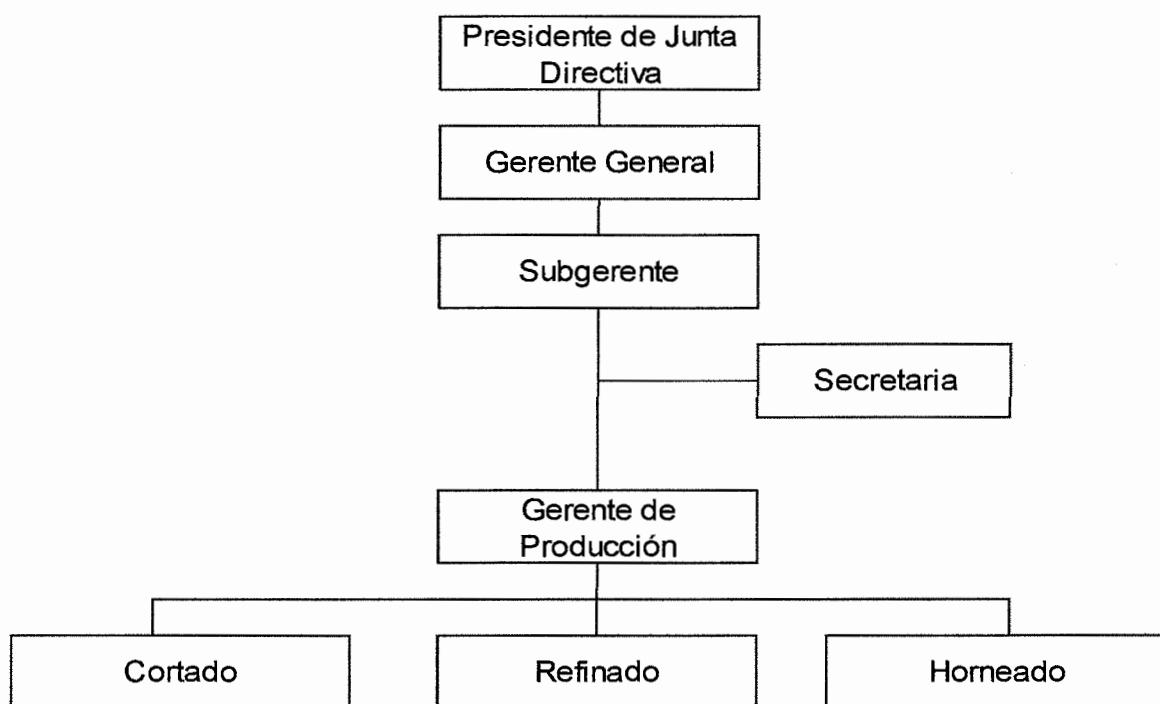 Presidente de Junta
Directiva
Gerente General
Subgerente
Secretaria
Gerente de
Producción
Cortado
Refinado
Horneado